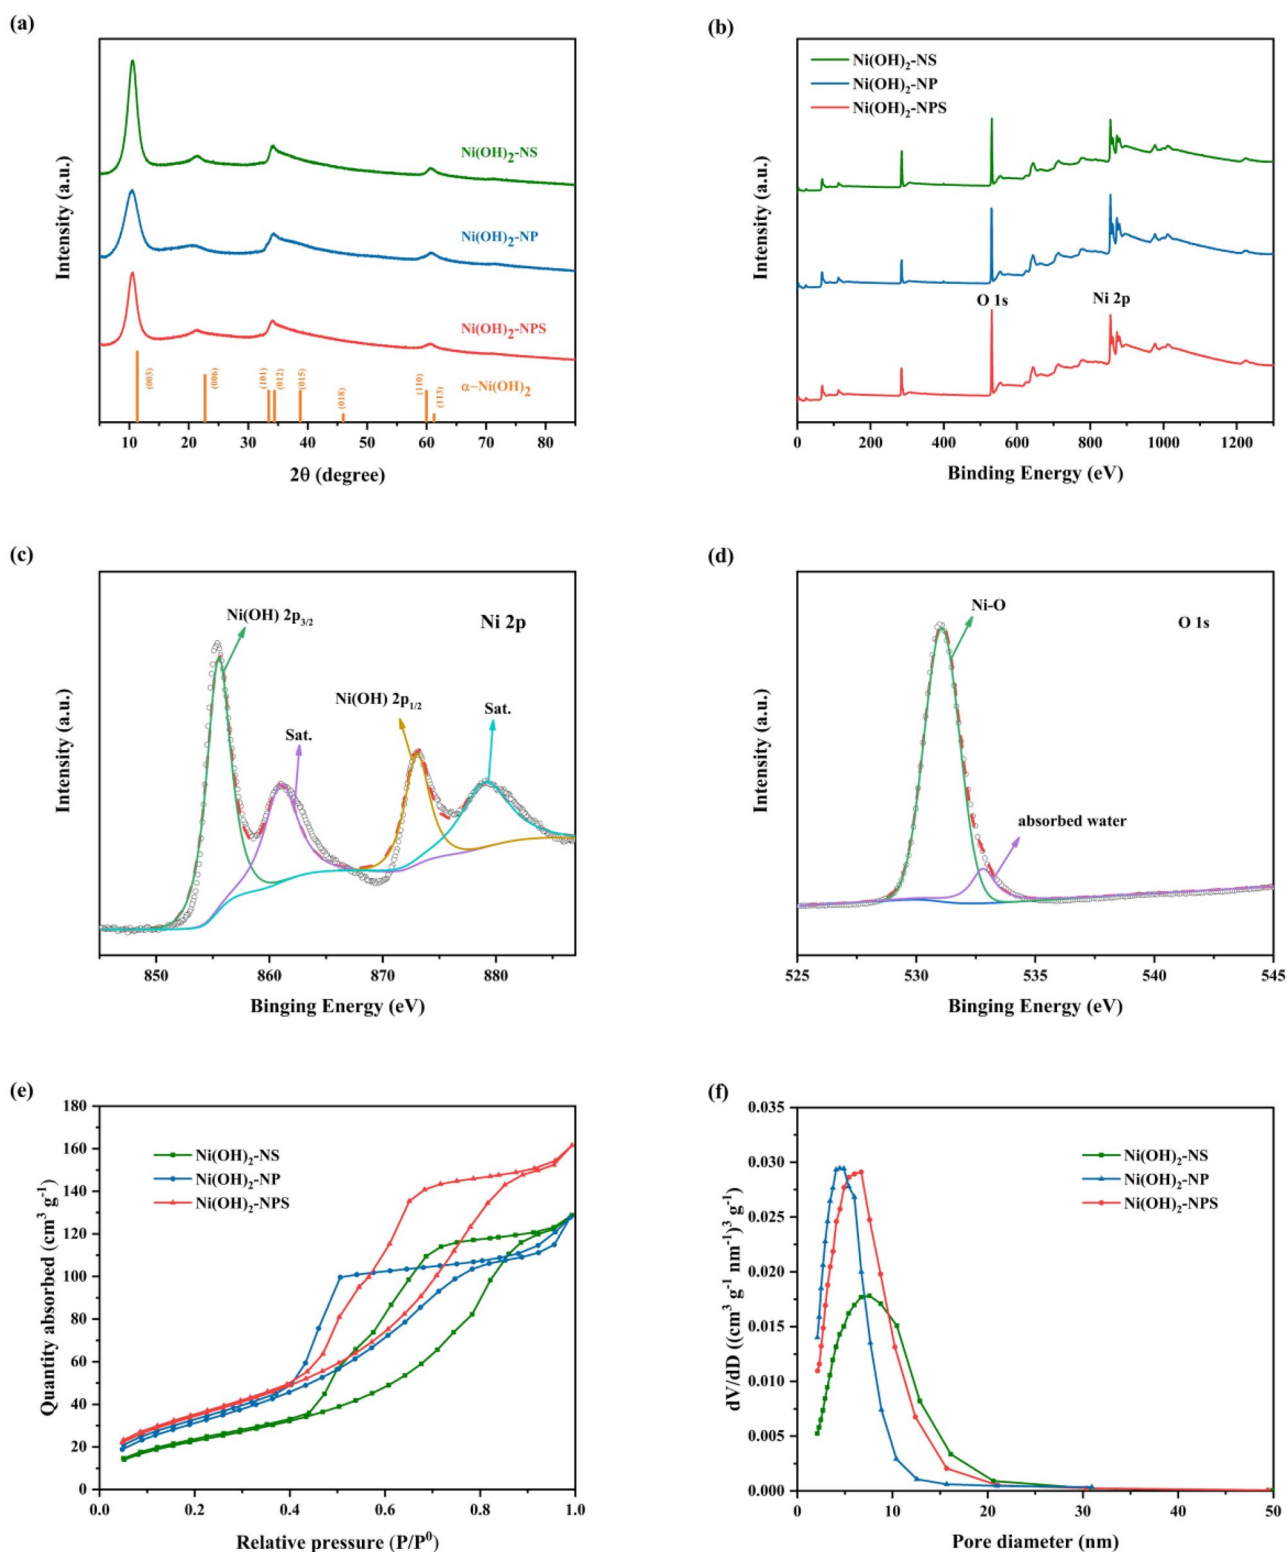 (a)
Intensity (a.u.)
Ni(OH)₂-NS
Ni(OH)₂-NP
Ni(OH)₂-NPS
α−Ni(OH)₂
(003)
(006)
(101)
(012)
(015)
(018)
(110)
(113)
10 20 30 40 50 60 70 80
2θ (degree)
(b)
Intensity (a.u.)
Ni(OH)₂-NS
Ni(OH)₂-NP
Ni(OH)₂-NPS
O 1s
Ni 2p
0 200 400 600 800 1000 1200
Binding Energy (eV)
(c)
Intensity (a.u.)
Ni(OH) 2p₃/₂
Ni 2p
Ni(OH) 2p₁/₂
Sat.
Sat.
850 860 870 880
Binging Energy (eV)
(d)
Intensity (a.u.)
Ni-O
O 1s
absorbed water
525 530 535 540 545
Binging Energy (eV)
(e)
Quantity absorbed (cm³ g⁻¹)
180
160
140
120
100
80
60
40
20
0
Ni(OH)₂-NS
Ni(OH)₂-NP
Ni(OH)₂-NPS
0.0 0.2 0.4 0.6 0.8 1.0
Relative pressure (P/P⁰)
(f)
dV/dD ((cm³ g⁻¹ nm⁻¹)³ g⁻¹)
0.035
0.030
0.025
0.020
0.015
0.010
0.005
0.000
Ni(OH)₂-NS
Ni(OH)₂-NP
Ni(OH)₂-NPS
0 10 20 30 40 50
Pore diameter (nm)